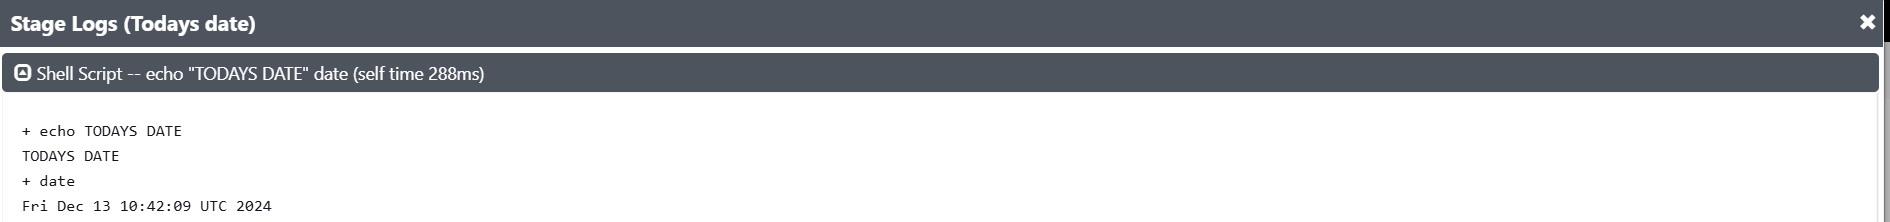 Stage Logs (Todays date)
Shell Script -- echo "TODAYS DATE" date (self time 288ms)
+ echo TODAYS DATE
TODAYS DATE
+ date
Fri Dec 13 10:42:09 UTC 2024